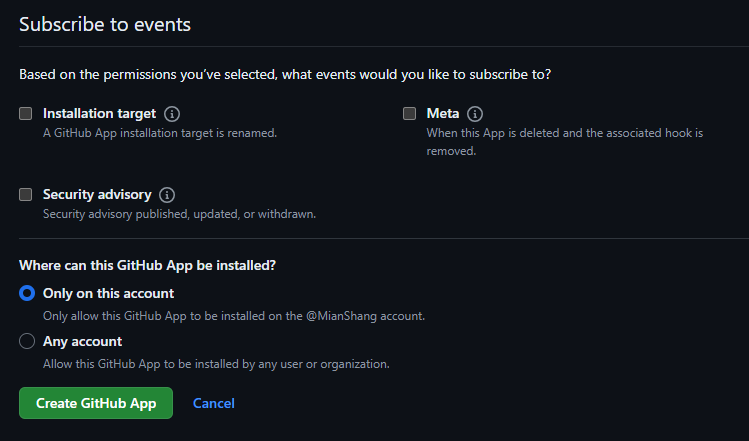 Subscribe to events
Based on the permissions you’ve selected, what events would you like to subscribe to?
Installation target
A GitHub App installation target is renamed.
Meta
When this App is deleted and the associated hook is
removed.
Security advisory
Security advisory published, updated, or withdrawn.
Where can this GitHub App be installed?
Only on this account
Only allow this GitHub App to be installed on the @MianShang account.
Any account
Allow this GitHub App to be installed by any user or organization.
Create GitHub App
Cancel